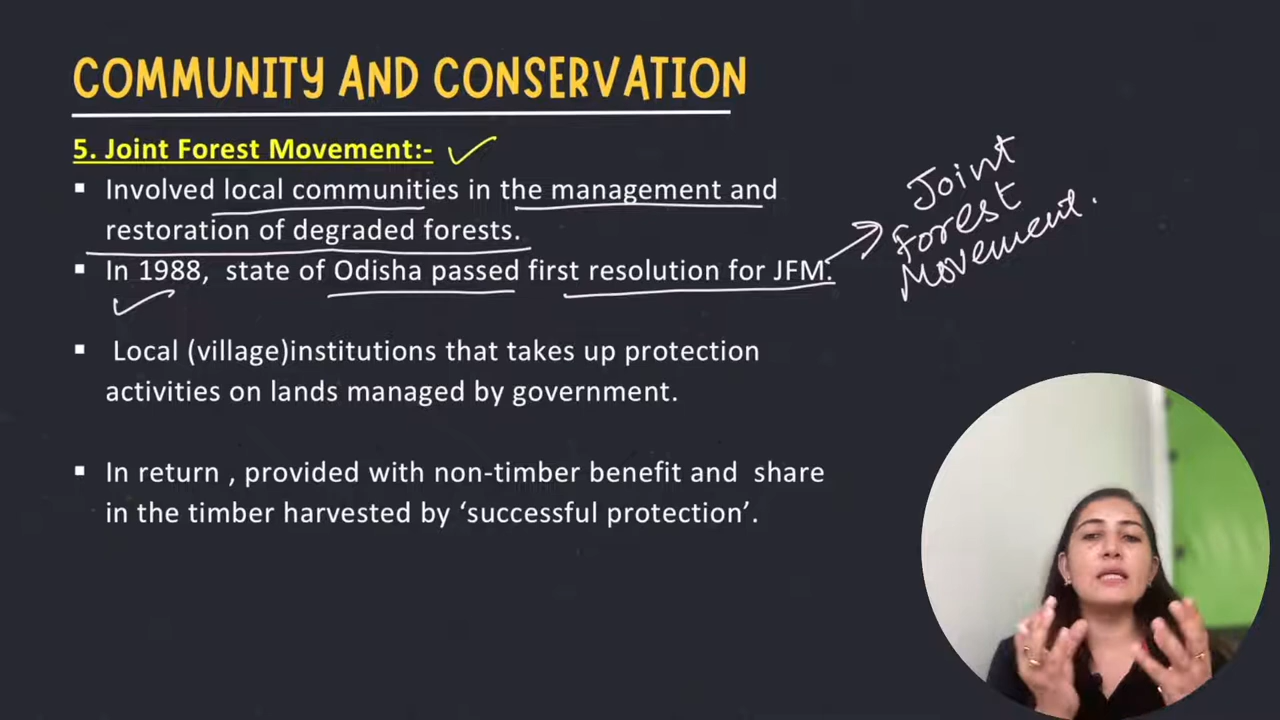 COMMUNITY AND CONSERVATION
5. Joint Forest Movement:-
▪ Involved local communities in the management and
restoration of degraded forests.
▪ In 1988, state of Odisha passed first resolution for JFM.
Joint
Forest
Movement.
▪ Local (village)institutions that takes up protection
activities on lands managed by government.
▪ In return , provided with non-timber benefit and share
in the timber harvested by ‘successful protection’.